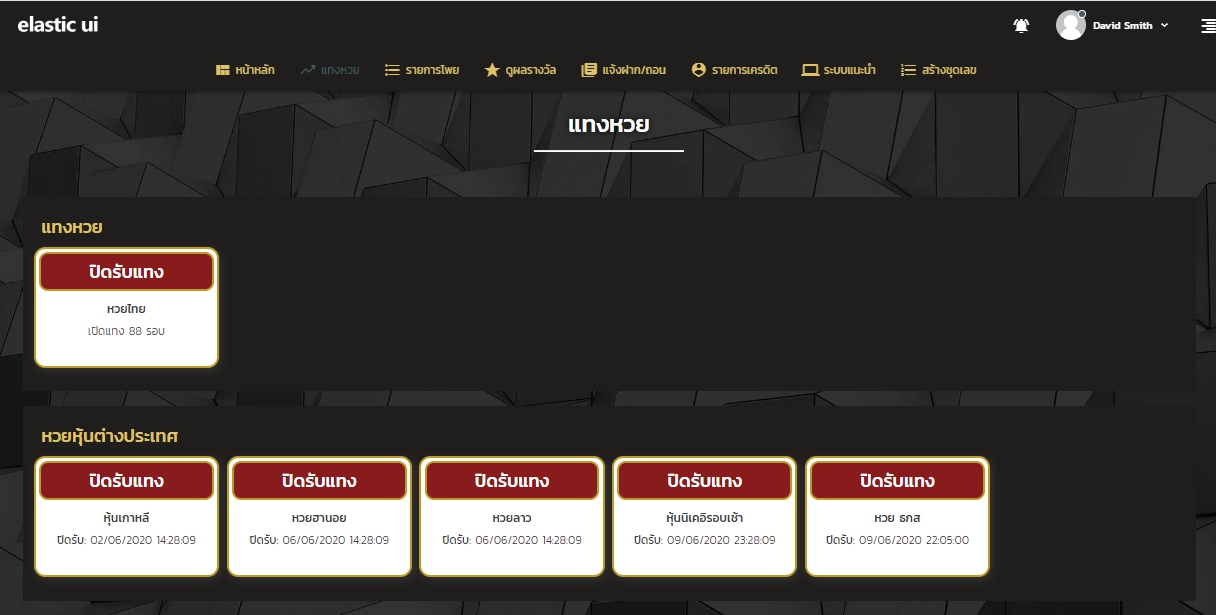 elastic ui
David Smith
หน้าหลัก แทงหวย รายการโพย ดูผลรางวัล แจ้งฝาก/ถอน รายการเครดิต ระบบแนะนำ สร้างชุดเลข
แทงหวย
แทงหวย
ปิดรับแทง
หวยไทย
เปิดแทง 88 รอบ
หวยหุ้นต่างประเทศ
ปิดรับแทง ปิดรับแทง ปิดรับแทง ปิดรับแทง ปิดรับแทง
หุ้นเกาหลี หวยฮานอย หวยลาว หุ้นนิเคอิรอบเช้า หวย ธกส
ปิดรับ: 02/06/2020 14:28:09 ปิดรับ: 06/06/2020 14:28:09 ปิดรับ: 06/06/2020 14:28:09 ปิดรับ: 09/06/2020 23:28:09 ปิดรับ: 09/06/2020 22:05:00